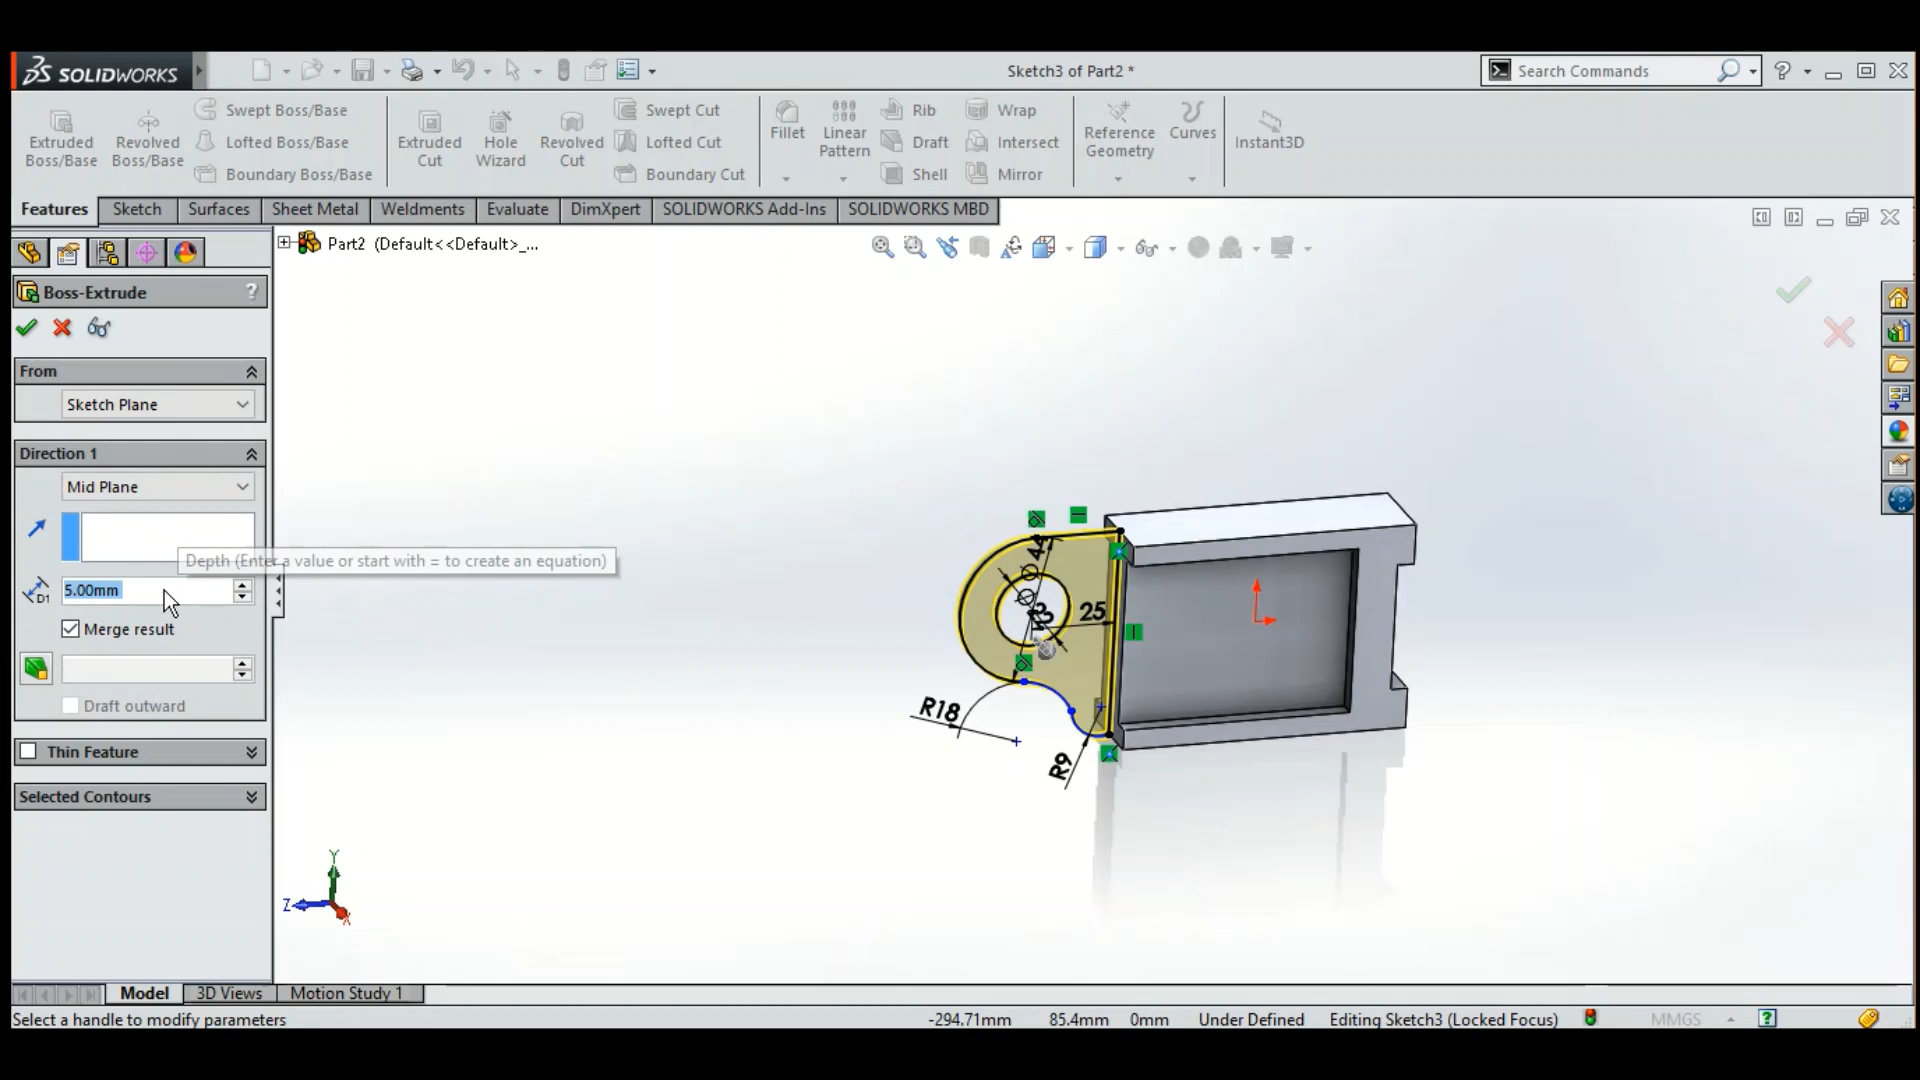 SOLIDWORKS
Sketch3 of Part2 *
Search Commands
Extruded Boss/Base
Revolved Boss/Base
Swept Boss/Base
Lofted Boss/Base
Boundary Boss/Base
Extruded Cut
Hole Wizard
Revolved Cut
Swept Cut
Lofted Cut
Boundary Cut
Fillet
Linear Pattern
Rib
Draft
Shell
Wrap
Intersect
Mirror
Reference Geometry
Curves
Instant3D
Features
Sketch
Surfaces
Sheet Metal
Weldments
Evaluate
DimXpert
SOLIDWORKS Add-Ins
SOLIDWORKS MBD
Part2 (Default<<Default>_...
Boss-Extrude
?
From
Sketch Plane
Direction 1
Mid Plane
Depth (Enter a value or start with = to create an equation)
D1
5.00mm
Merge result
Draft outward
Thin Feature
Selected Contours
25
R18
R9
Y
Z
X
Model
3D Views
Motion Study 1
Select a handle to modify parameters
-294.71mm
85.4mm
0mm
Under Defined
Editing Sketch3 (Locked Focus)
MMGS
?